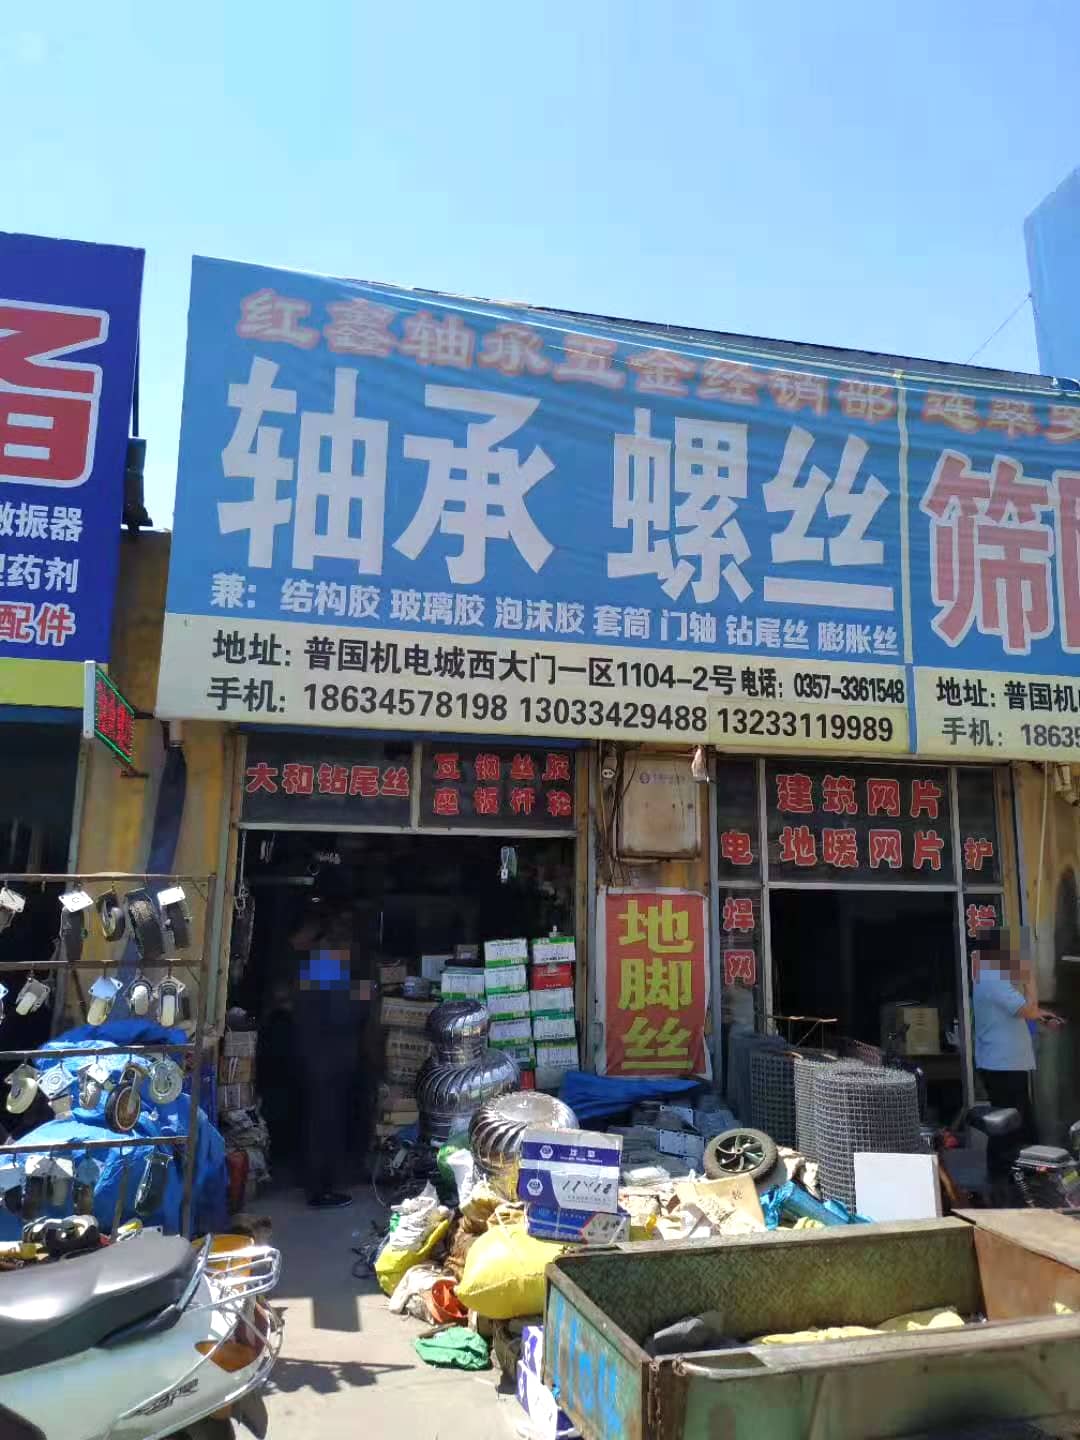 红鑫轴承五金经销部
轴承 螺丝
兼：结构胶 玻璃胶 泡沫胶 套筒 门轴 钻尾丝 膨胀丝
地址：普国机电城西大门一区1104-2号 电话：0357-3361548
手机：18634578198 13033429488 13233119989
筛
地址：普国机
手机：1863
振器
药剂
配件
大和钻尾丝
瓦钢丝胶
座板杆轮
建筑网片
地暖网片
电焊网
护
地脚丝